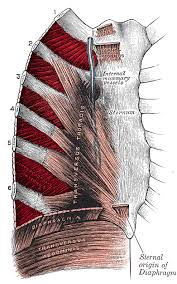 1
2
Internal
mammary
vessels
3
Sternum
4
TRANSVERSUS THORACIS
5
6
DIAPHRAGM
TRANSVERSUS
ABDOMINIS
Sternal
origin of
Diaphragm